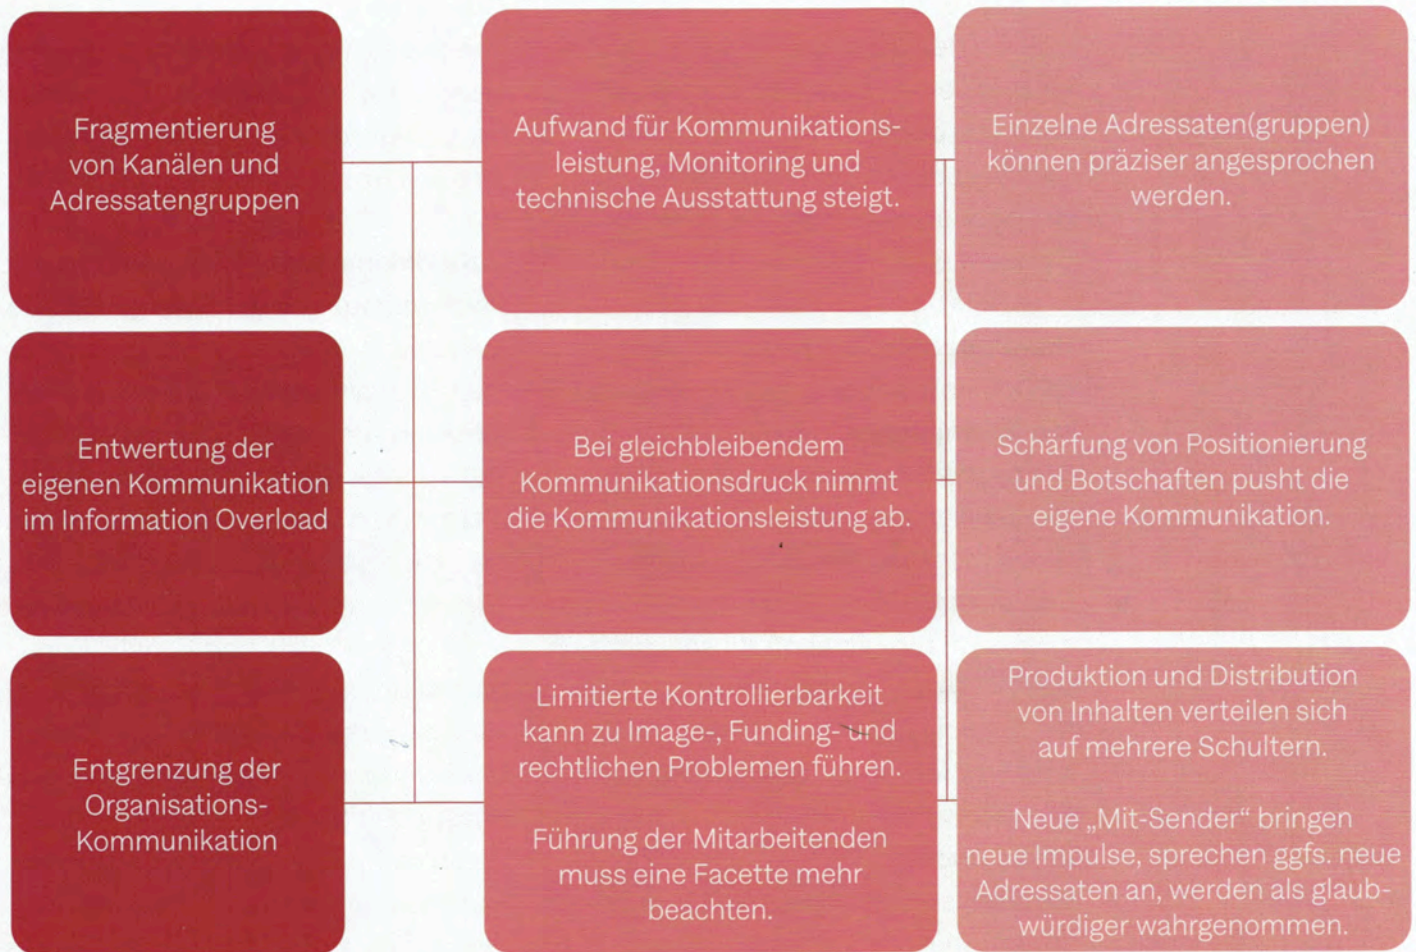 Fragmentierung
von Kanälen und
Adressatengruppen
Aufwand für Kommunikations-
leistung, Monitoring und
technische Ausstattung steigt.
Einzelne Adressaten(gruppen)
können präziser angesprochen
werden.
Entwertung der
eigenen Kommunikation
im Information Overload
Bei gleichbleibendem
Kommunikationsdruck nimmt
die Kommunikationsleistung ab.
Schärfung von Positionierung
und Botschaften pusht die
eigene Kommunikation.
Entgrenzung der
Organisations-
Kommunikation
Limitierte Kontrollierbarkeit
kann zu Image-, Funding- und
rechtlichen Problemen führen.
Führung der Mitarbeitenden
muss eine Facette mehr
beachten.
Produktion und Distribution
von Inhalten verteilen sich
auf mehrere Schultern.
Neue „Mit-Sender“ bringen
neue Impulse, sprechen ggfs. neue
Adressaten an, werden als glaub-
würdiger wahrgenommen.